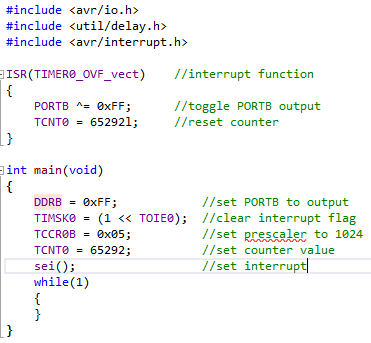 #include <avr/io.h>
#include <util/delay.h>
#include <avr/interrupt.h>
ISR(TIMER0_OVF_vect) //interrupt function
{
PORTB ^= 0xFF; //toggle PORTB output
TCNT0 = 65292l; //reset counter
}
int main(void)
{
DDRB = 0xFF; //set PORTB to output
TIMSK0 = (1 << TOIE0); //clear interrupt flag
TCCR0B = 0x05; //set prescaler to 1024
TCNT0 = 65292; //set counter value
sei(); //set interrupt
while(1)
{
}
}